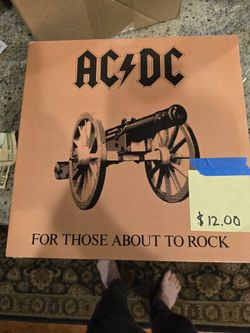 AC⚡DC
$12.00
FOR THOSE ABOUT TO ROCK